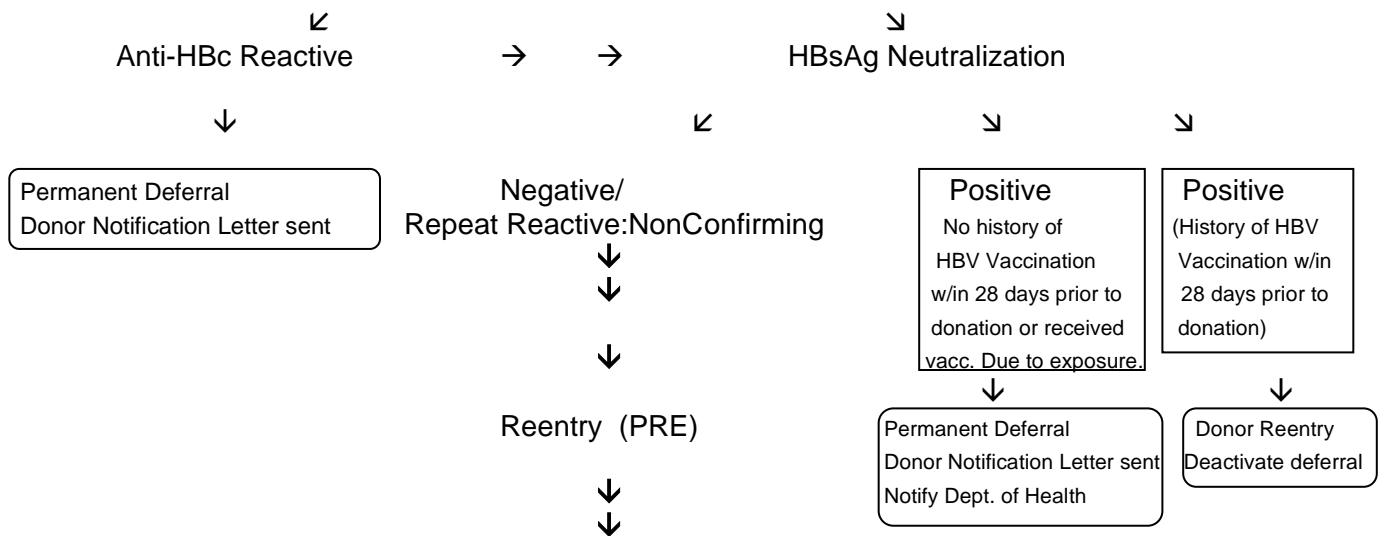 Anti-HBc Reactive → → HBsAg Neutralization
Permanent Deferral
Donor Notification Letter sent
Negative/
Repeat Reactive:NonConfirming
Positive
No history of
HBV Vaccination
w/in 28 days prior to
donation or received
vacc. Due to exposure.
Positive
(History of HBV
Vaccination w/in
28 days prior to
donation)
Reentry (PRE)
Permanent Deferral
Donor Notification Letter sent
Notify Dept. of Health
Donor Reentry
Deactivate deferral